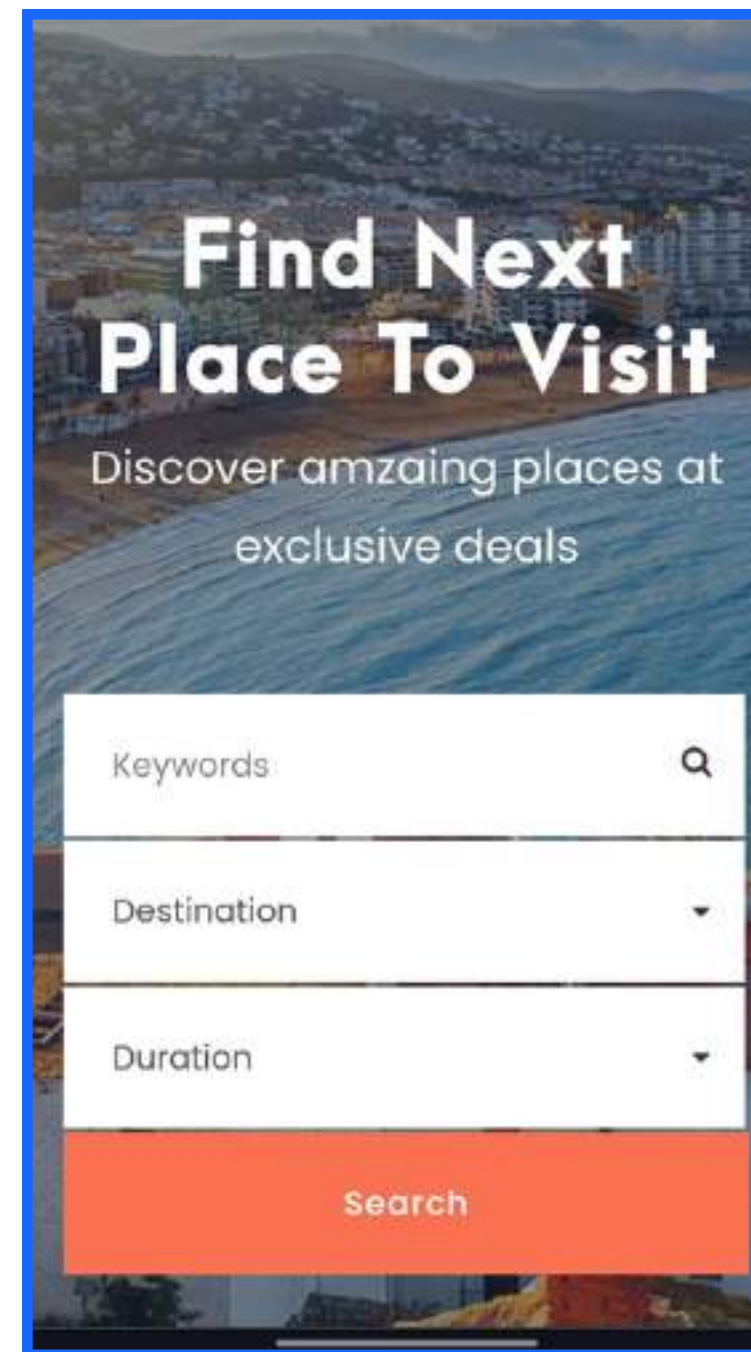 Find Next
Place To Visit
Discover amzaing places at
exclusive deals
Keywords
Destination
Duration
Search